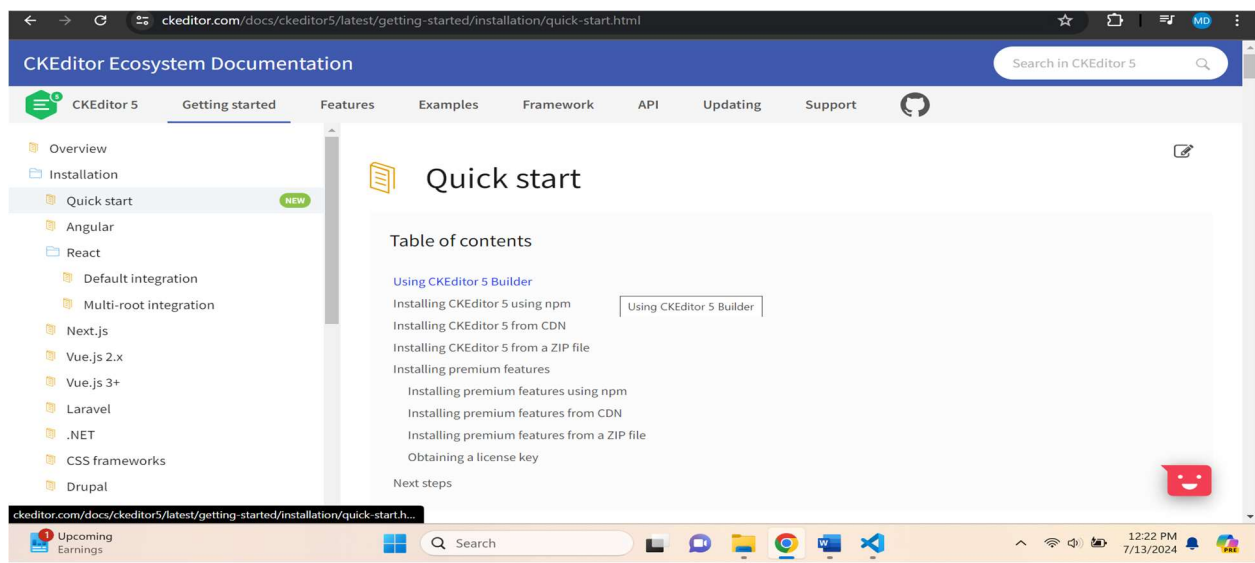 ckeditor.com/docs/ckeditor5/latest/getting-started/installation/quick-start.html
MD
CKEditor Ecosystem Documentation
Search in CKEditor 5
5
CKEditor 5
Getting started
Features
Examples
Framework
API
Updating
Support
Overview
Installation
Quick start
NEW
Angular
React
Default integration
Multi-root integration
Next.js
Vue.js 2.x
Vue.js 3+
Laravel
.NET
CSS frameworks
Drupal
Quick start
Table of contents
Using CKEditor 5 Builder
Installing CKEditor 5 using npm
Using CKEditor 5 Builder
Installing CKEditor 5 from CDN
Installing CKEditor 5 from a ZIP file
Installing premium features
Installing premium features using npm
Installing premium features from CDN
Installing premium features from a ZIP file
Obtaining a license key
Next steps
ckeditor.com/docs/ckeditor5/latest/getting-started/installation/quick-start.h...
1
Upcoming
Earnings
Search
W
12:22 PM
7/13/2024
PRE